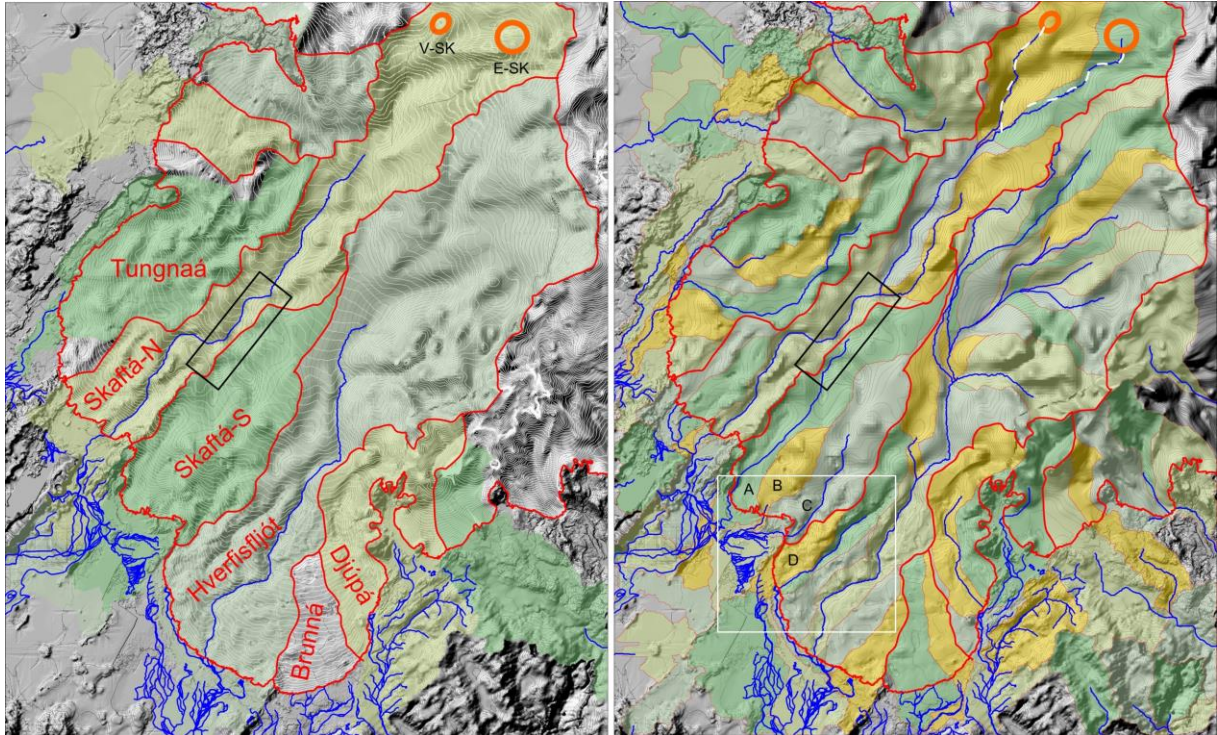 V-SK
E-SK
Tungnaá
Skaftá-N
Skaftá-S
Hverfisfljót
Brunná
Djúpá
A
B
C
D